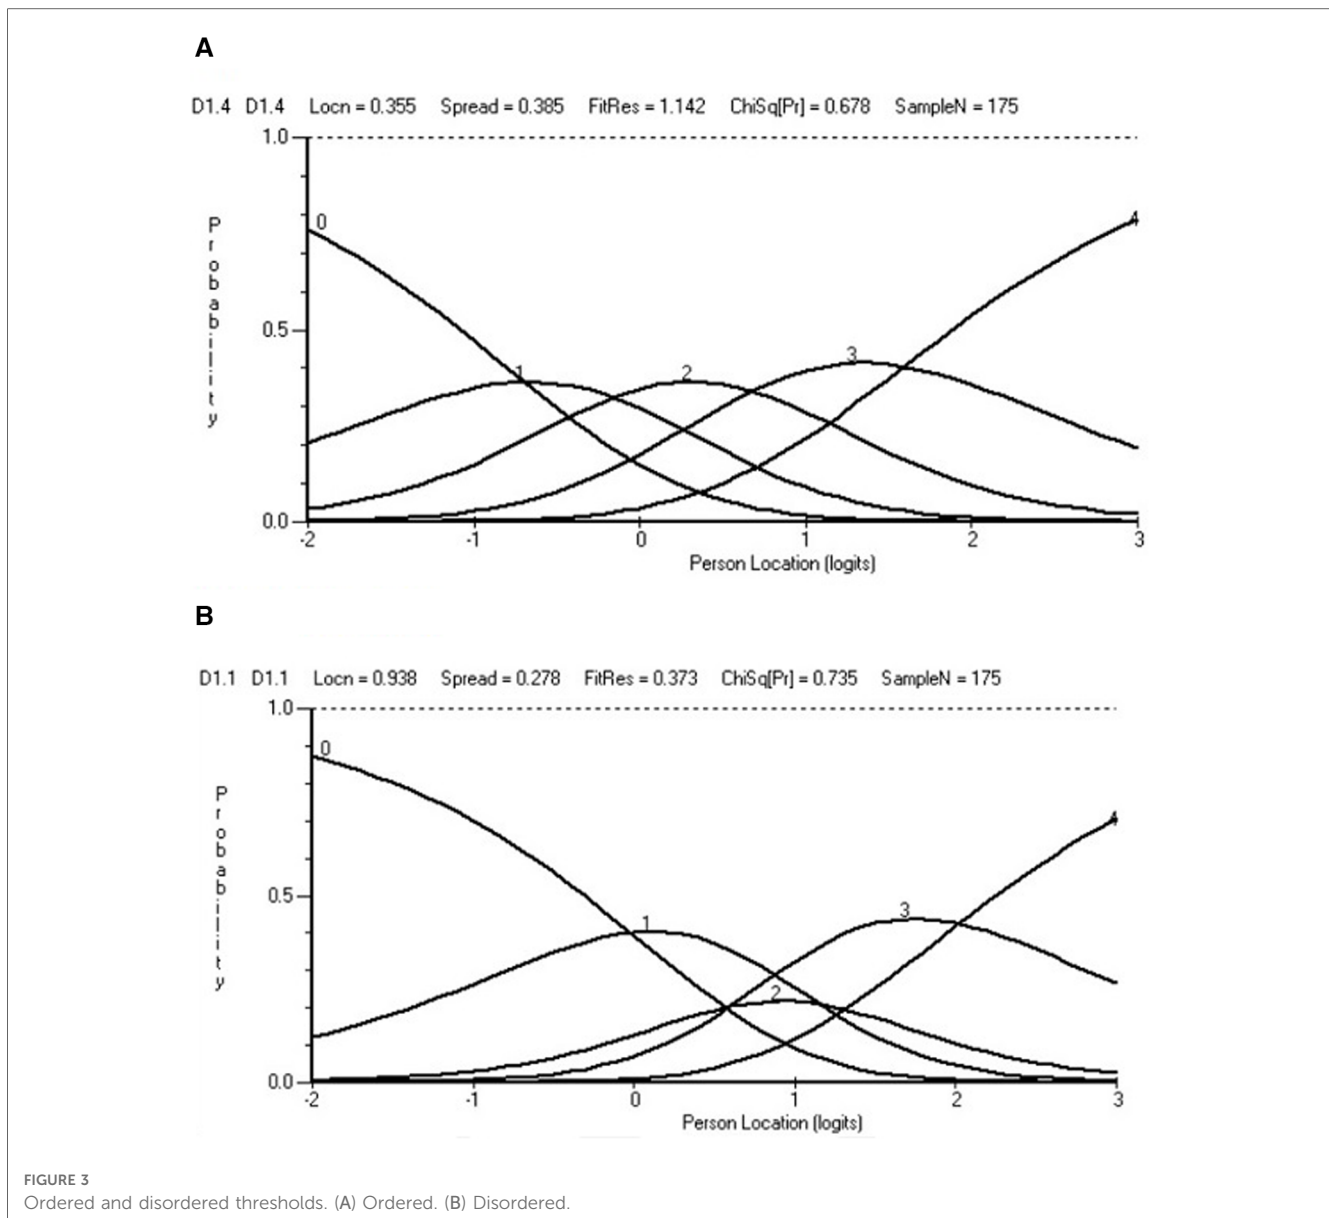 A
D1.4 D1.4 Locn = 0.355 Spread = 0.385 FitRes = 1.142 ChiSq[Pr] = 0.678 SampleN = 175
1.0
0
4
Probability
0.5
1
2
3
0.0
-2 -1 0 1 2 3
Person Location (logits)
B
D1.1 D1.1 Locn = 0.938 Spread = 0.278 FitRes = 0.373 ChiSq[Pr] = 0.735 SampleN = 175
1.0
0
4
Probability
0.5
1
2
3
0.0
-2 -1 0 1 2 3
Person Location (logits)
FIGURE 3
Ordered and disordered thresholds. (A) Ordered. (B) Disordered.